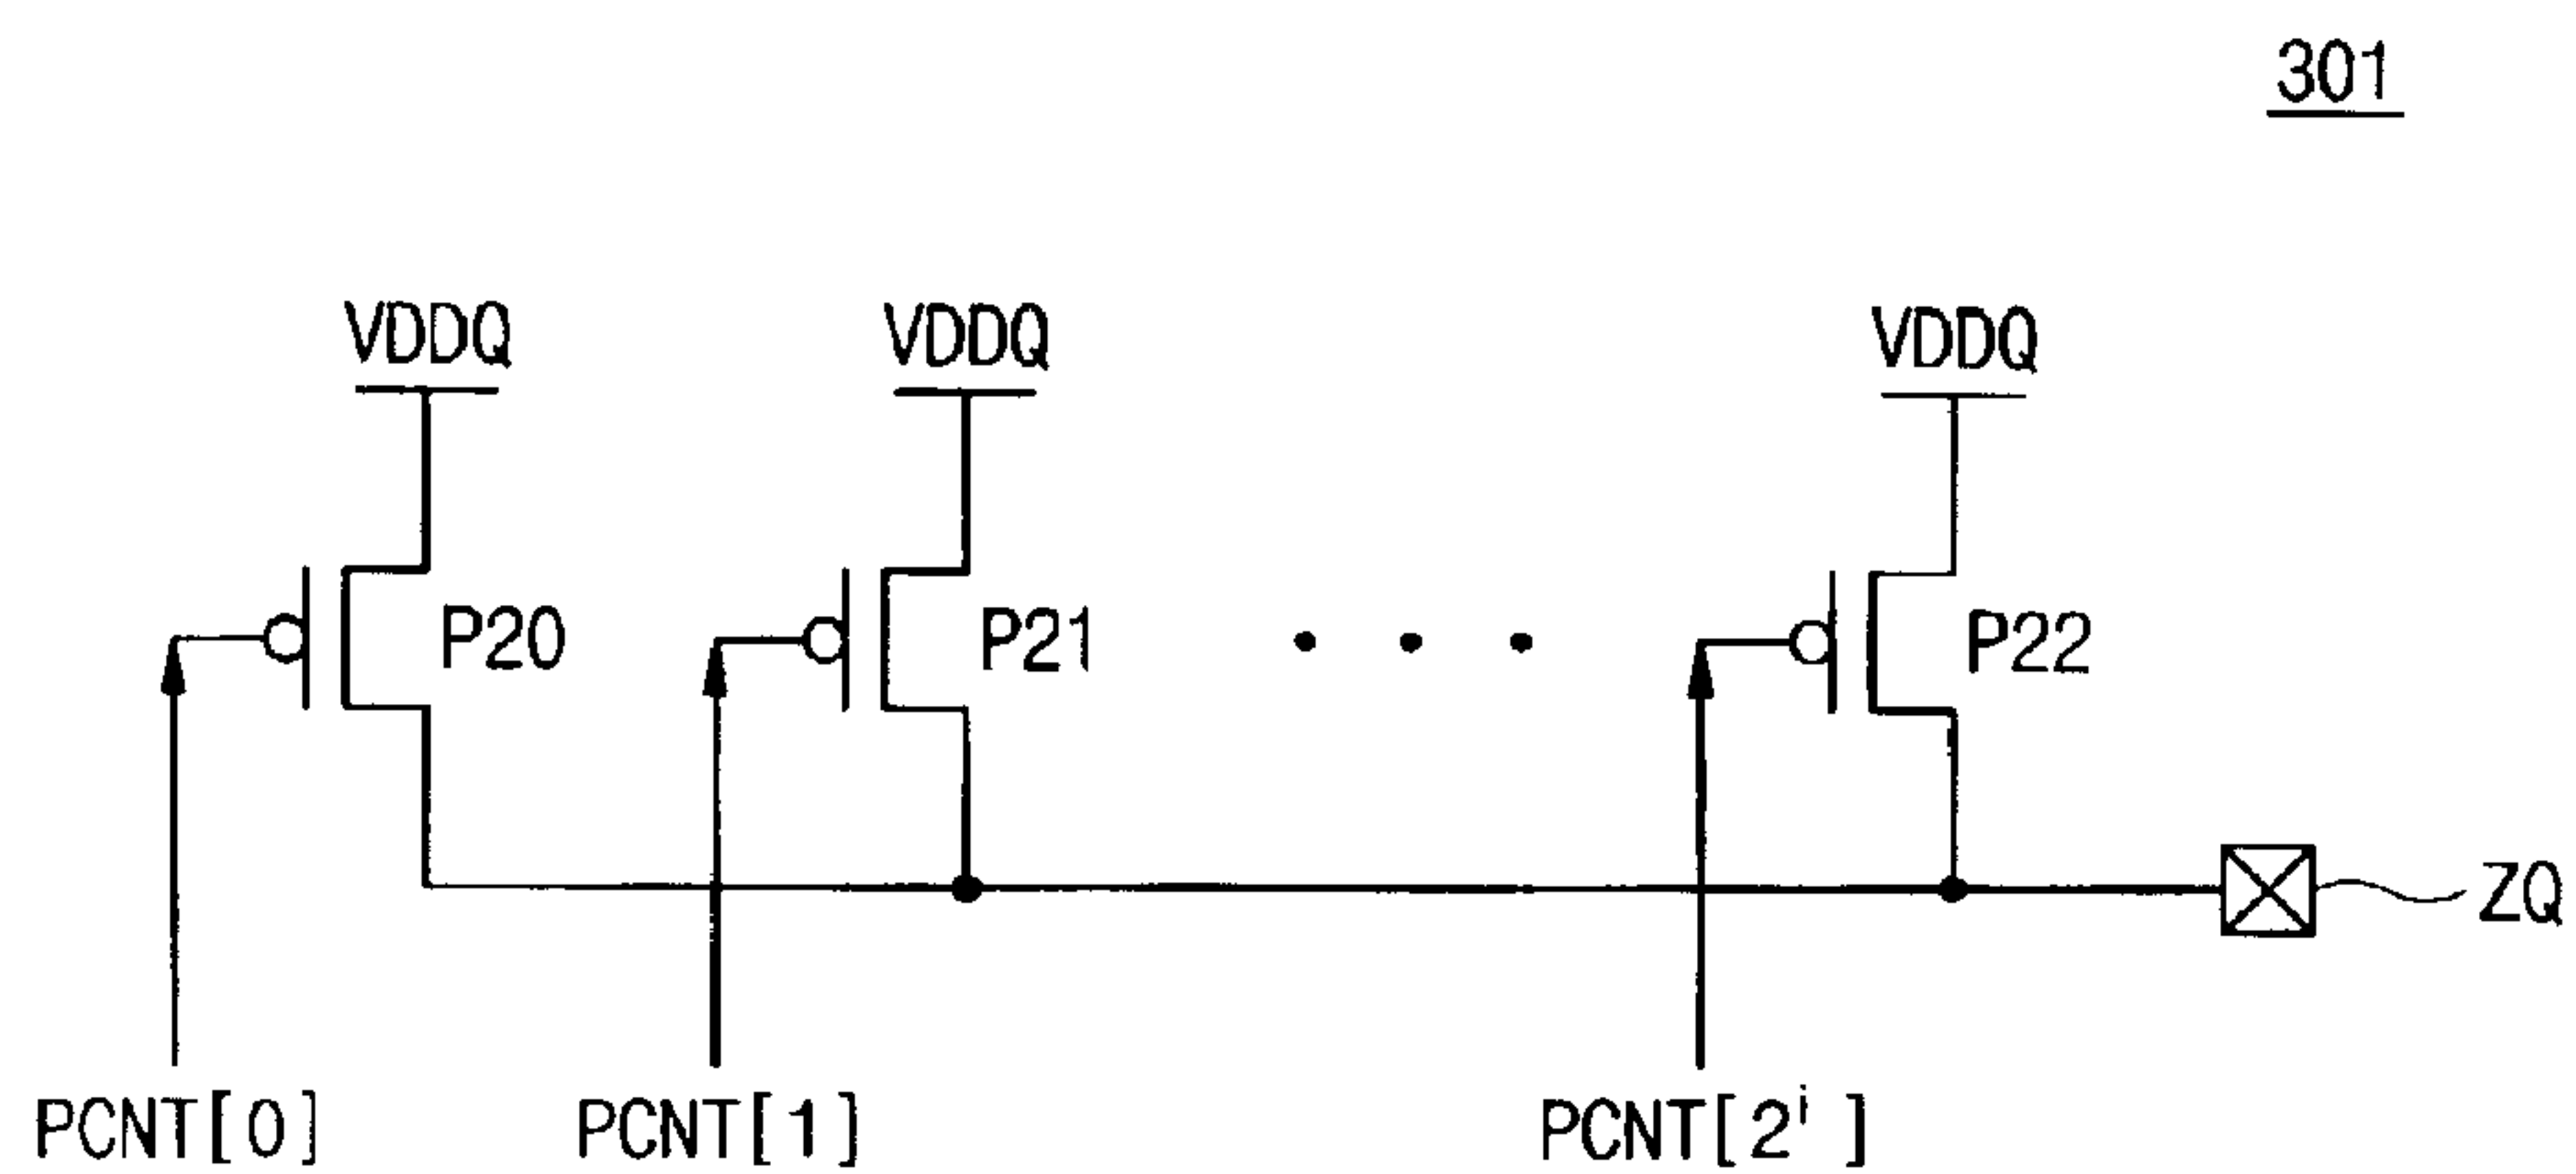 301
VDDQ VDDQ VDDQ
P20 P21 P22
ZQ
PCNT[0] PCNT[1] PCNT[2ⁱ]